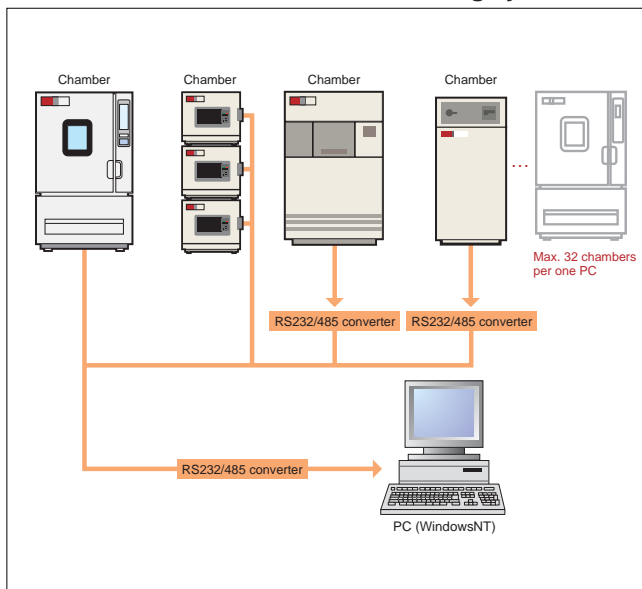 Chamber
Chamber
Chamber
Chamber
...
Max. 32 chambers
per one PC
RS232/485 converter
RS232/485 converter
RS232/485 converter
PC (WindowsNT)